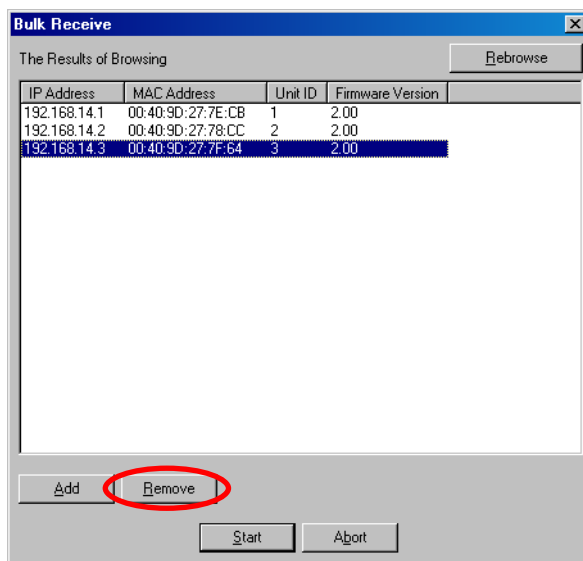 Bulk Receive
The Results of Browsing Rebrowse
IP Address MAC Address Unit ID Firmware Version
192.168.14.1 00:40:9D:27:7E:CB 1 2.00
192.168.14.2 00:40:9D:27:78:CC 2 2.00
192.168.14.3 00:40:9D:27:7F:64 3 2.00
Add Remove
Start Abort